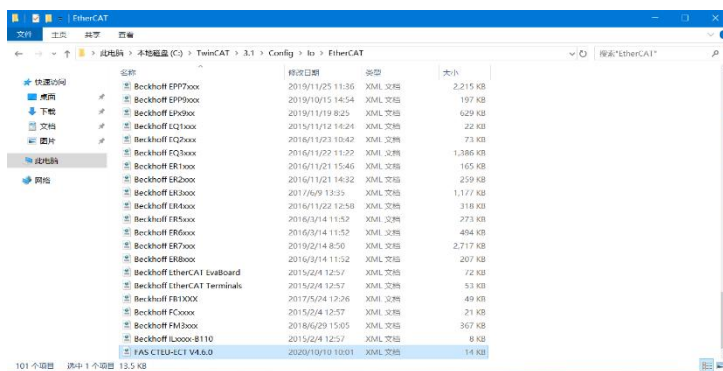 EtherCAT
文件 主页 共享 查看
此电脑 > 本地磁盘 (C:) > TwinCAT > 3.1 > Config > Io > EtherCAT
搜索"EtherCAT"
名称 修改日期 类型 大小
快速访问
桌面
下载
文档
图片
此电脑
网络
Beckhoff EPP7xxx 2019/11/25 11:36 XML 文档 2,215 KB
Beckhoff EPP9xxx 2019/10/15 14:54 XML 文档 197 KB
Beckhoff EPx9xx 2019/11/19 8:25 XML 文档 629 KB
Beckhoff EQ1xxx 2015/11/12 14:24 XML 文档 22 KB
Beckhoff EQ2xxx 2016/11/23 10:42 XML 文档 73 KB
Beckhoff EQ3xxx 2016/11/22 11:22 XML 文档 1,386 KB
Beckhoff ER1xxx 2016/11/21 15:46 XML 文档 165 KB
Beckhoff ER2xxx 2016/11/21 14:32 XML 文档 259 KB
Beckhoff ER3xxx 2017/6/9 13:35 XML 文档 1,177 KB
Beckhoff ER4xxx 2016/11/22 12:58 XML 文档 318 KB
Beckhoff ER5xxx 2016/3/14 11:52 XML 文档 273 KB
Beckhoff ER6xxx 2016/3/14 11:52 XML 文档 494 KB
Beckhoff ER7xxx 2019/2/14 8:50 XML 文档 2,717 KB
Beckhoff ER8xxx 2016/3/14 11:52 XML 文档 207 KB
Beckhoff EtherCAT EvaBoard 2015/2/4 12:57 XML 文档 72 KB
Beckhoff EtherCAT Terminals 2015/2/4 12:57 XML 文档 53 KB
Beckhoff FB1XXX 2017/5/24 12:26 XML 文档 49 KB
Beckhoff FCxxxx 2015/2/4 12:57 XML 文档 21 KB
Beckhoff FM3xxx 2018/6/29 15:05 XML 文档 367 KB
Beckhoff ILxxxx-B110 2015/2/4 12:57 XML 文档 8 KB
FAS CTEU-ECT V4.6.0 2020/10/10 10:01 XML 文档 14 KB
101 个项目 选中 1 个项目 13.5 KB